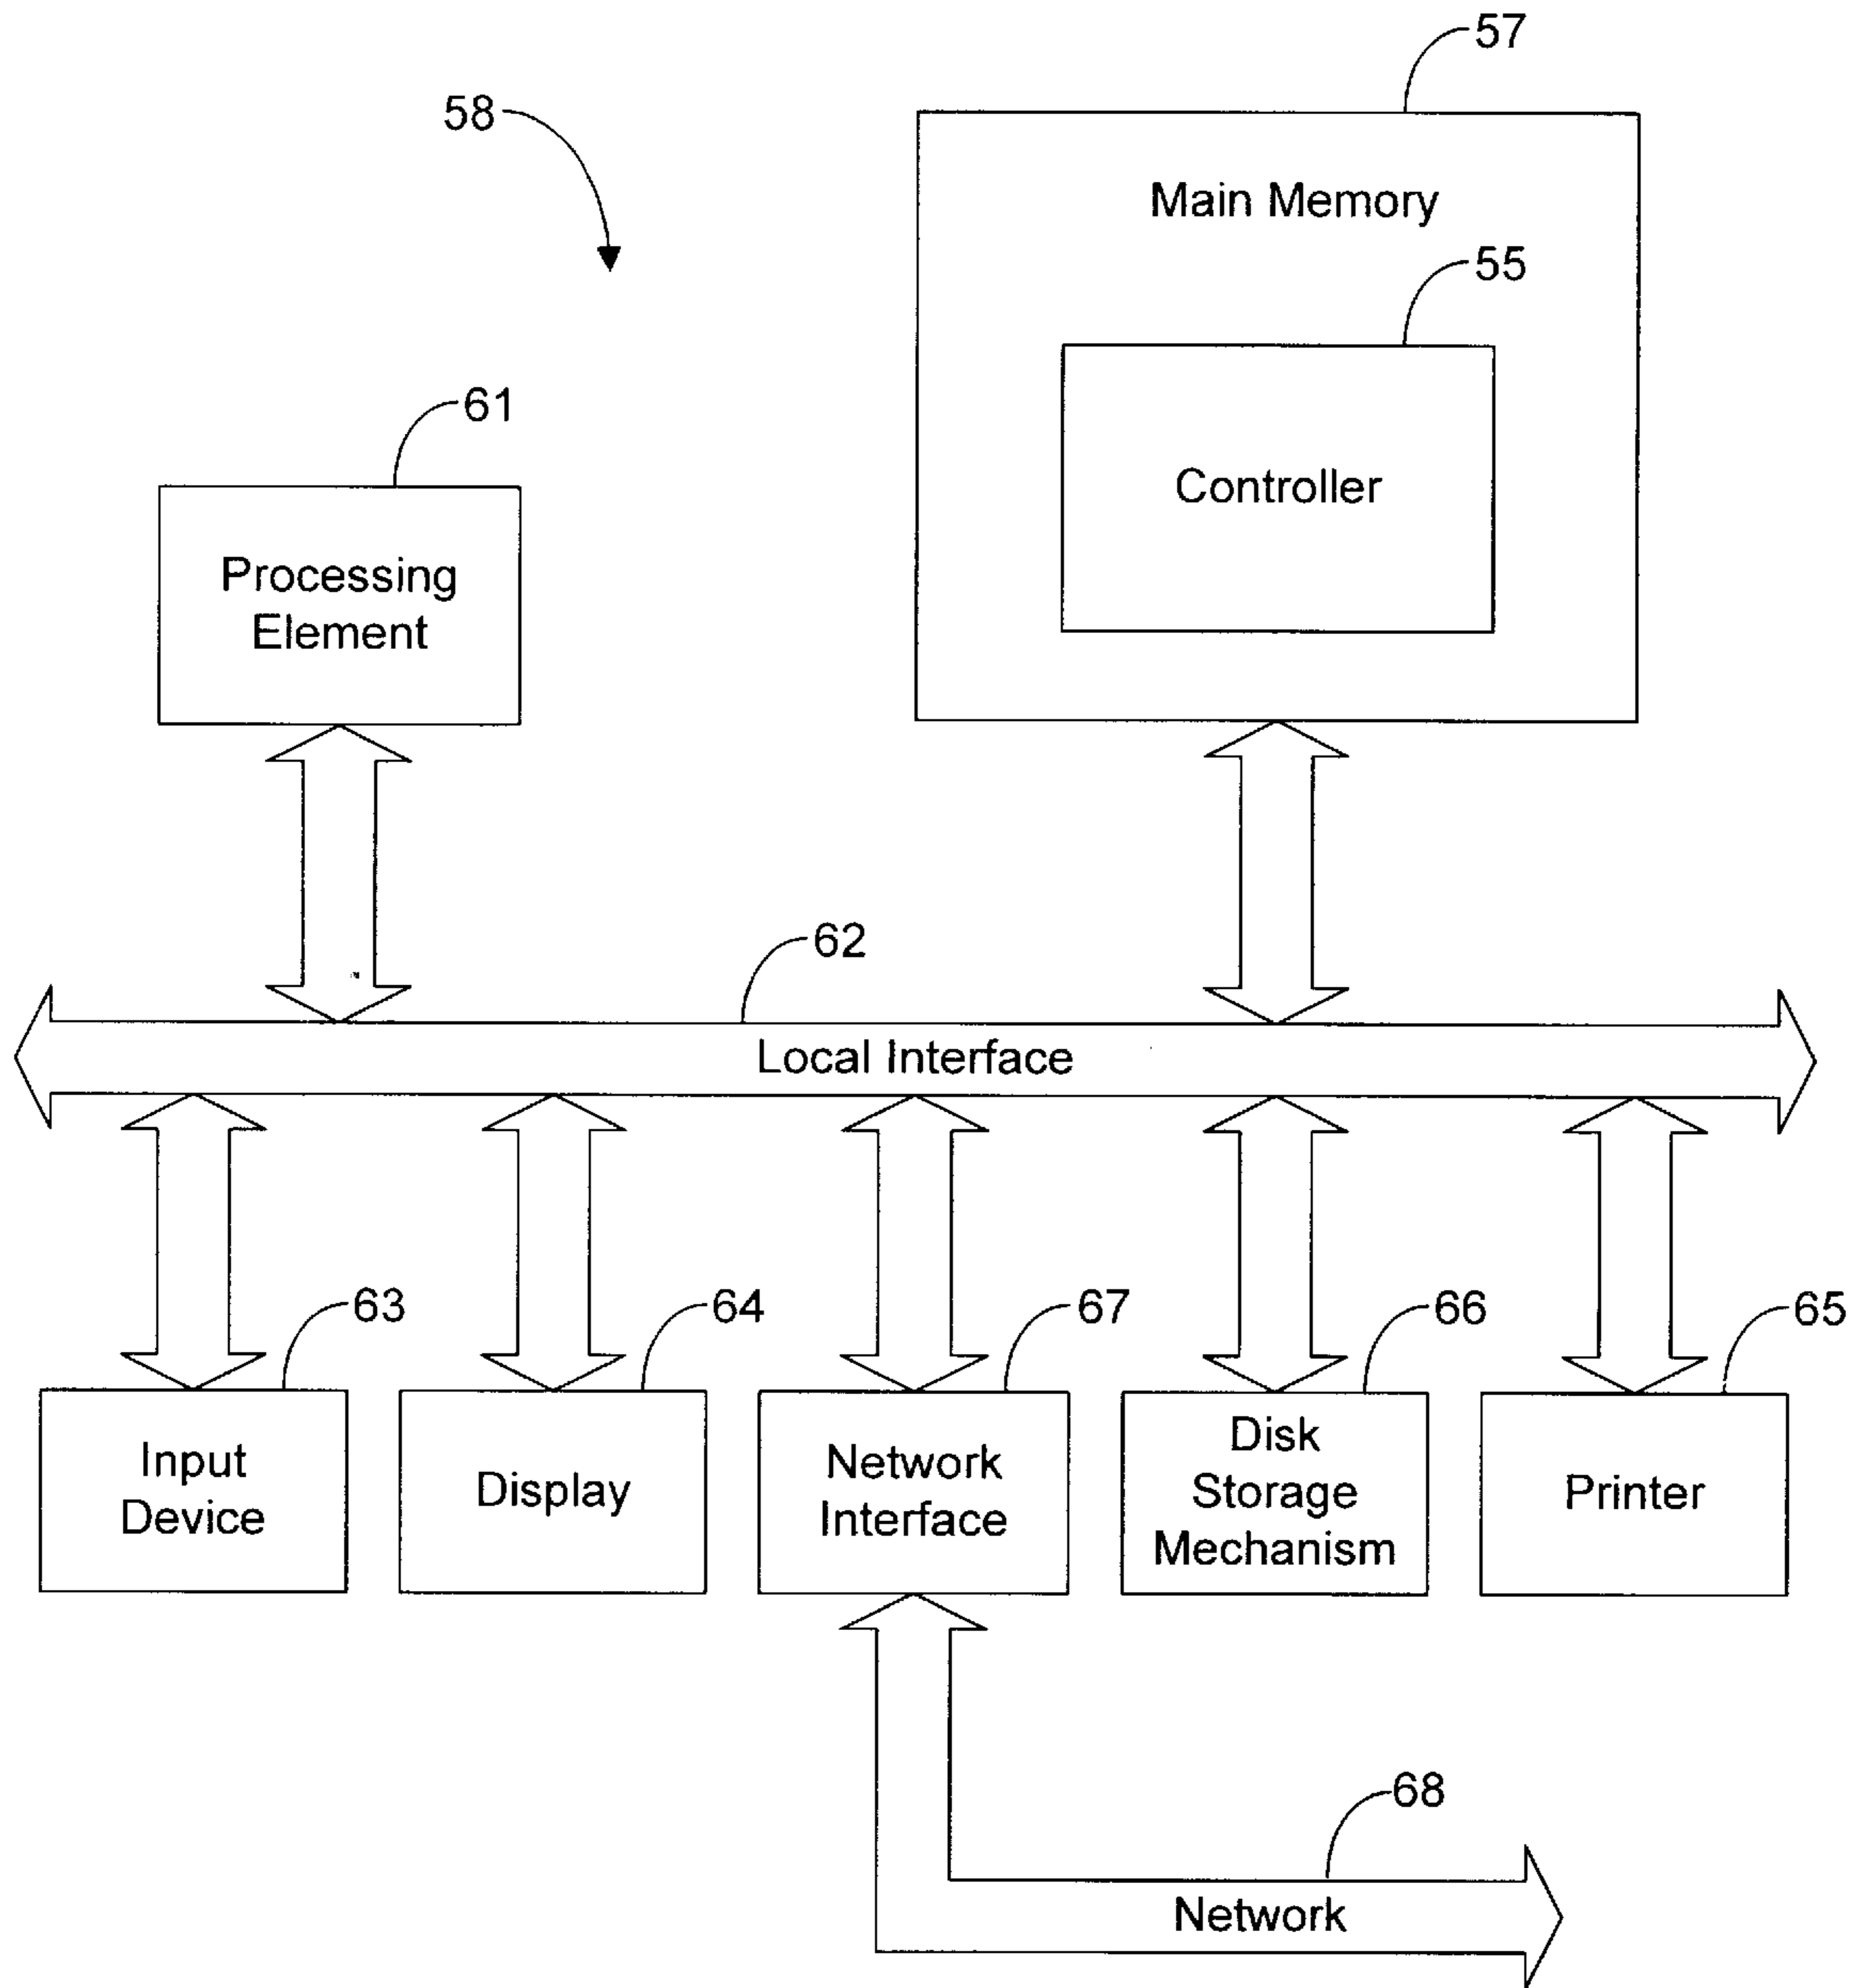 57
58
Main Memory
55
61
Controller
Processing
Element
62
Local Interface
63
64
67
66
65
Input
Device
Display
Network
Interface
Disk
Storage
Mechanism
Printer
68
Network